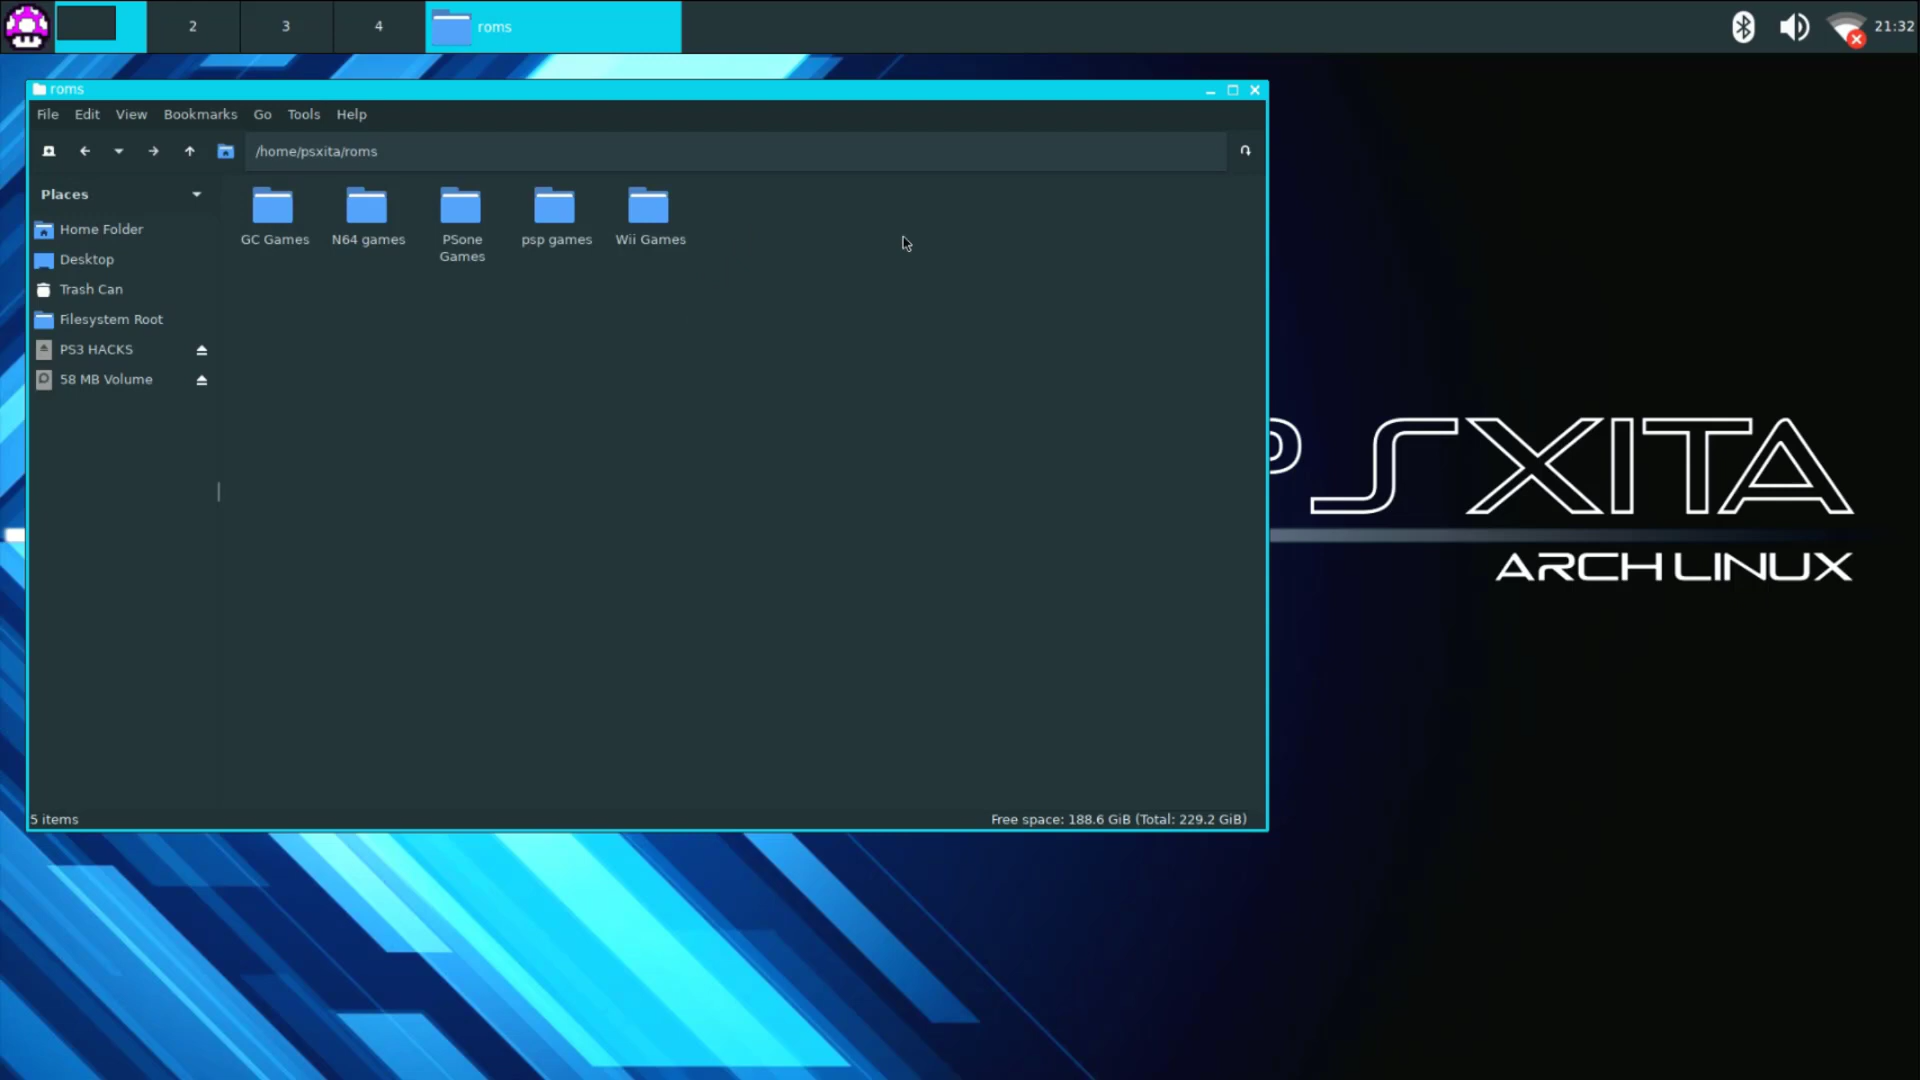 2 3 4 roms 21:32
roms
File Edit View Bookmarks Go Tools Help
/home/psxita/roms
Places
Home Folder
Desktop
Trash Can
Filesystem Root
PS3 HACKS
58 MB Volume
GC Games N64 games PSone psp games Wii Games
Games
PSXITA
ARCH LINUX
5 items Free space: 188.6 GiB (Total: 229.2 GiB)